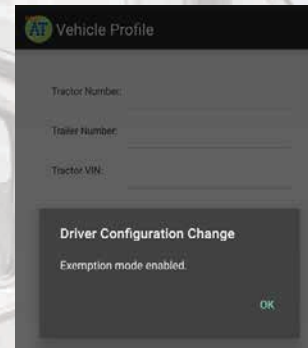 AT Vehicle Profile
Tractor Number:
Trailer Number:
Tractor VIN:
Driver Configuration Change
Exemption mode enabled.
OK